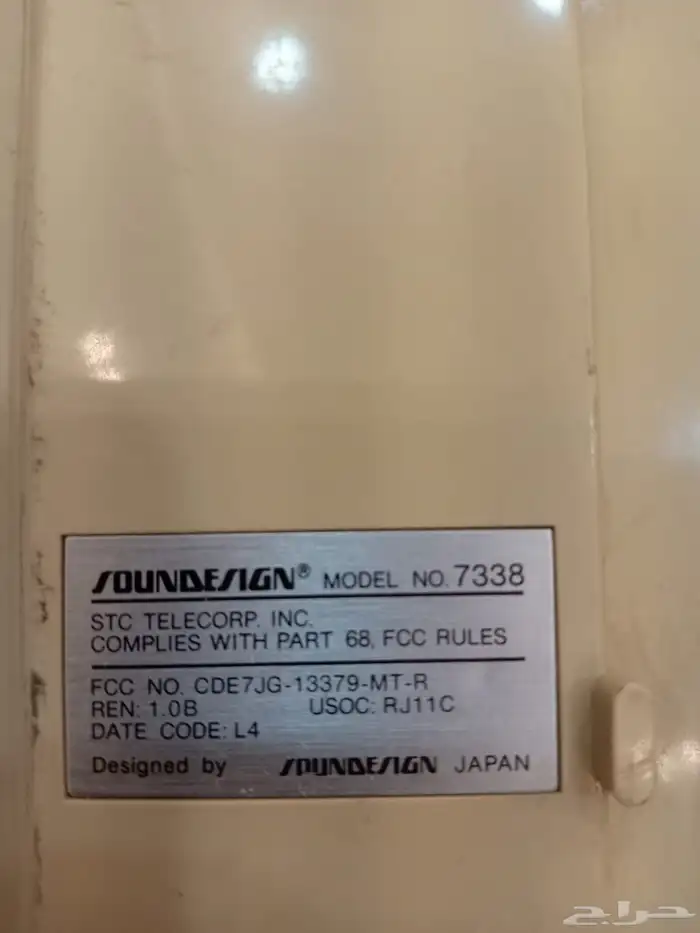 SOUNDESIGN® MODEL NO. 7338
STC TELECORP. INC.
COMPLIES WITH PART 68, FCC RULES
FCC NO. CDE7JG-13379-MT-R
REN: 1.0B USOC: RJ11C
DATE CODE: L4
Designed by SOUNDESIGN JAPAN
حراج